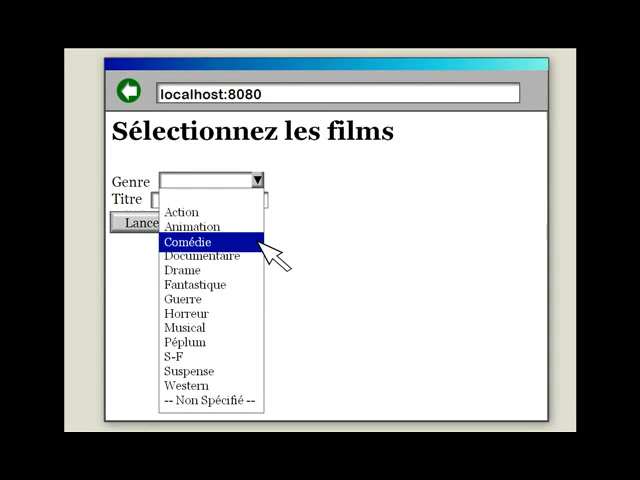 localhost:8080
Sélectionnez les films
Genre
Titre
Lance
Action
Animation
Comédie
Documentaire
Drame
Fantastique
Guerre
Horreur
Musical
Péplum
S-F
Suspense
Western
-- Non Spécifié --